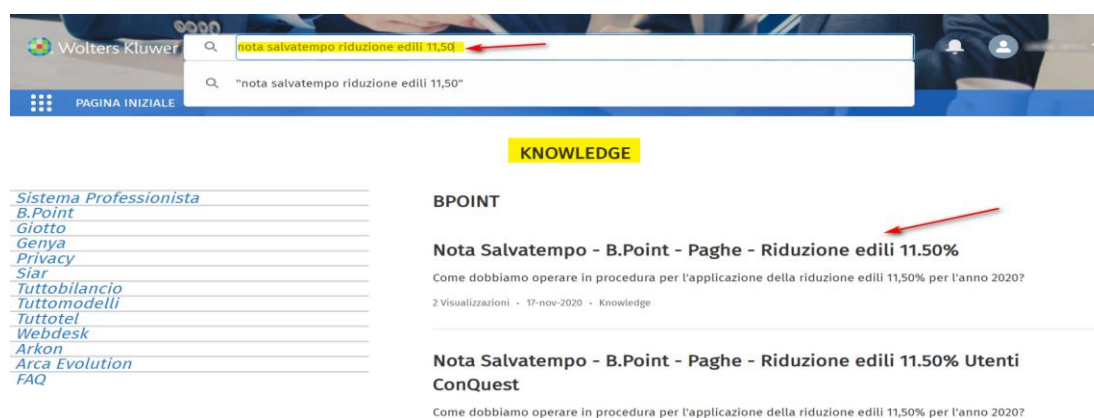 Wolters Kluwer
nota salvatempo riduzione edili 11,50
"nota salvatempo riduzione edili 11,50"
PAGINA INIZIALE
KNOWLEDGE
Sistema Professionista
B.Point
Giotto
Genya
Privacy
Siar
Tuttobilancio
Tuttomodelli
Tuttotel
Webdesk
Arkon
Arca Evolution
FAQ
BPOINT
Nota Salvatempo - B.Point - Paghe - Riduzione edili 11.50%
Come dobbiamo operare in procedura per l'applicazione della riduzione edili 11,50% per l'anno 2020?
2 Visualizzazioni • 17-nov-2020 • Knowledge
Nota Salvatempo - B.Point - Paghe - Riduzione edili 11.50% Utenti
ConQuest
Come dobbiamo operare in procedura per l'applicazione della riduzione edili 11,50% per l'anno 2020?